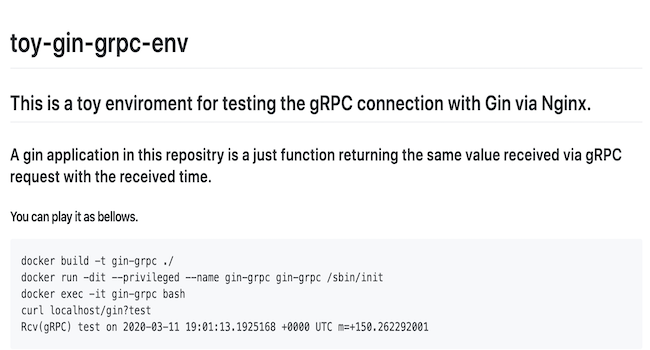 toy-gin-grpc-env
This is a toy enviroment for testing the gRPC connection with Gin via Nginx.
A gin application in this repositry is a just function returning the same value received via gRPC
request with the received time.
You can play it as bellows.
docker build -t gin-grpc ./
docker run -dit --privileged --name gin-grpc gin-grpc /sbin/init
docker exec -it gin-grpc bash
curl localhost/gin?test
Rcv(gRPC) test on 2020-03-11 19:01:13.1925168 +0000 UTC m=+150.262292001